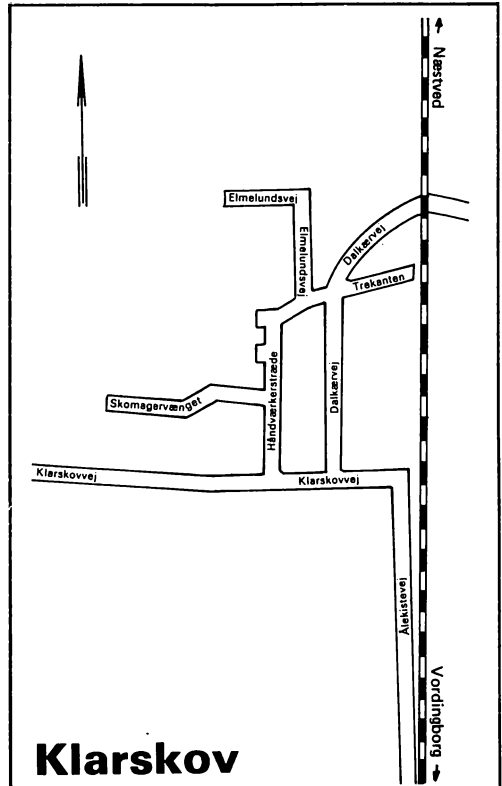 Næstved
Elmelundsvej
Elmelundsvej
Dalkærvej
Trekanten
Dalkærvej
Håndværkerstræde
Skomagervænget
Klarskovvej
Klarskovvej
Ålekistevej
Vordingborg
Klarskov